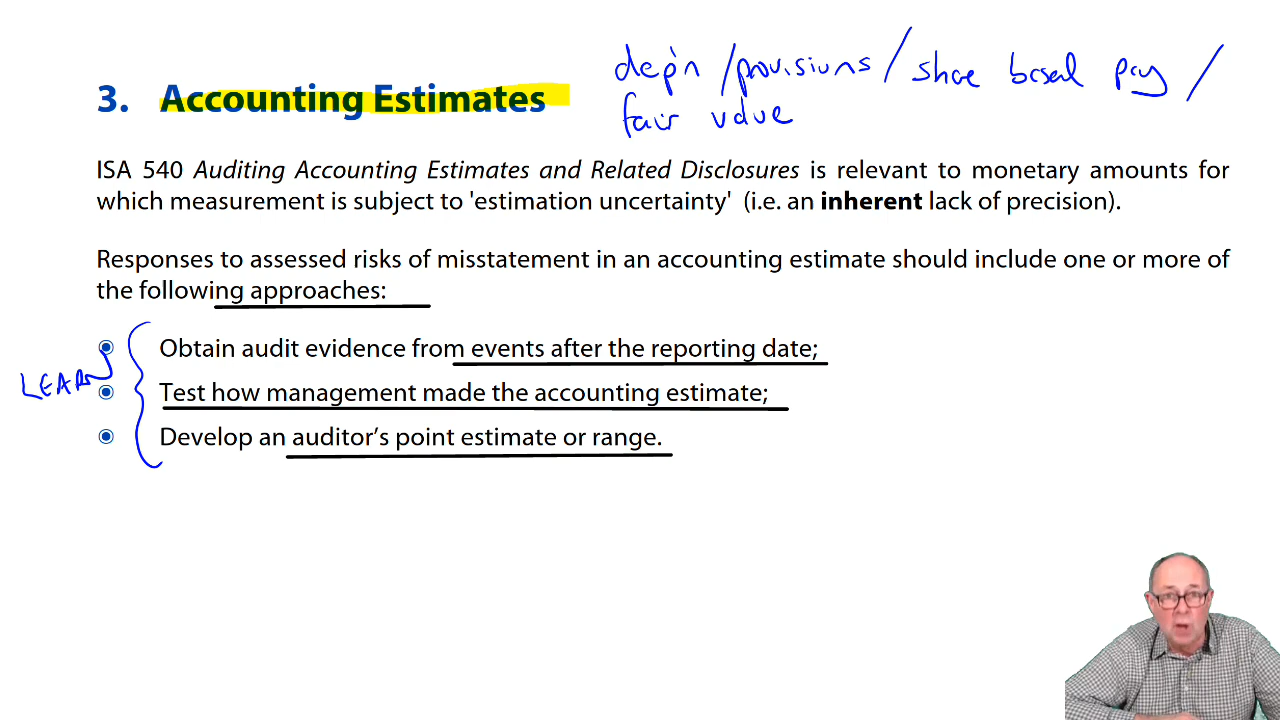 dep'n / provisions / share based pay /
fair value
3. Accounting Estimates
ISA 540 Auditing Accounting Estimates and Related Disclosures is relevant to monetary amounts for
which measurement is subject to 'estimation uncertainty' (i.e. an inherent lack of precision).
Responses to assessed risks of misstatement in an accounting estimate should include one or more of
the following approaches:
Obtain audit evidence from events after the reporting date;
LEARN
Test how management made the accounting estimate;
Develop an auditor's point estimate or range.